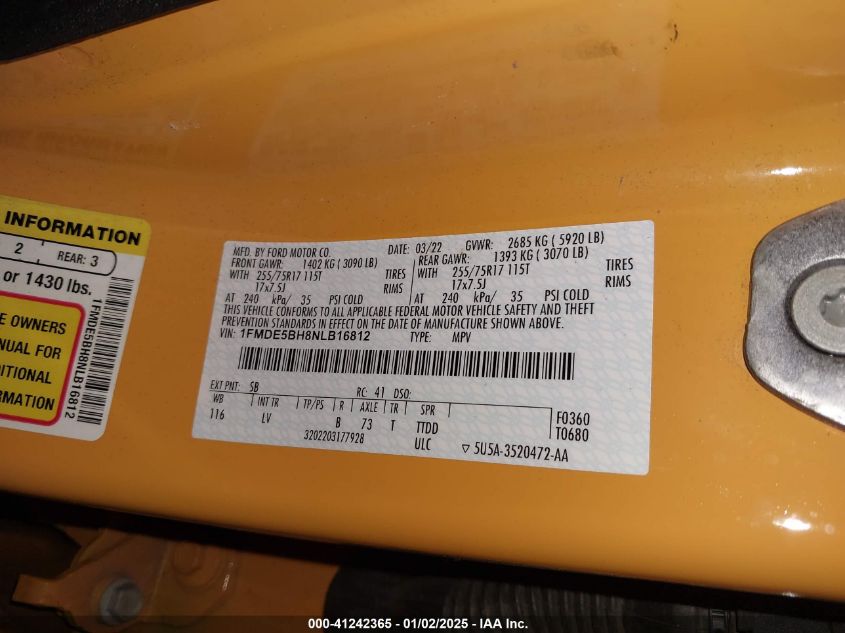 INFORMATION
2
REAR: 3
or 1430 lbs.
OWNERS
FOR
INFORMATION
1FMDE5BH8NLB16812
MFD. BY FORD MOTOR CO.
DATE: 03/22 GVWR: 2685 KG ( 5920 LB)
FRONT GAWR: 1402 KG ( 3090 LB)
REAR GAWR: 1393 KG ( 3070 LB)
WITH 255/75R17 115T TIRES
WITH 255/75R17 115T TIRES
17x7.5J RIMS
17x7.5J RIMS
AT 240 kPa/ 35 PSI COLD
AT 240 kPa/ 35 PSI COLD
THIS VEHICLE CONFORMS TO ALL APPLICABLE FEDERAL MOTOR VEHICLE SAFETY AND THEFT
PREVENTION STANDARDS IN EFFECT ON THE DATE OF MANUFACTURE SHOWN ABOVE.
VIN: 1FMDE5BH8NLB16812 TYPE: MPV
EXT PNT: SB RC: 41 DSO:
WB INT TR TP/PS R AXLE TR SPR
116 LV B 73 T TTDD
F0360
T0680
3202203177928 ULC
▽ 5U5A-3520472-AA
000-41242365 - 01/02/2025 - IAA Inc.